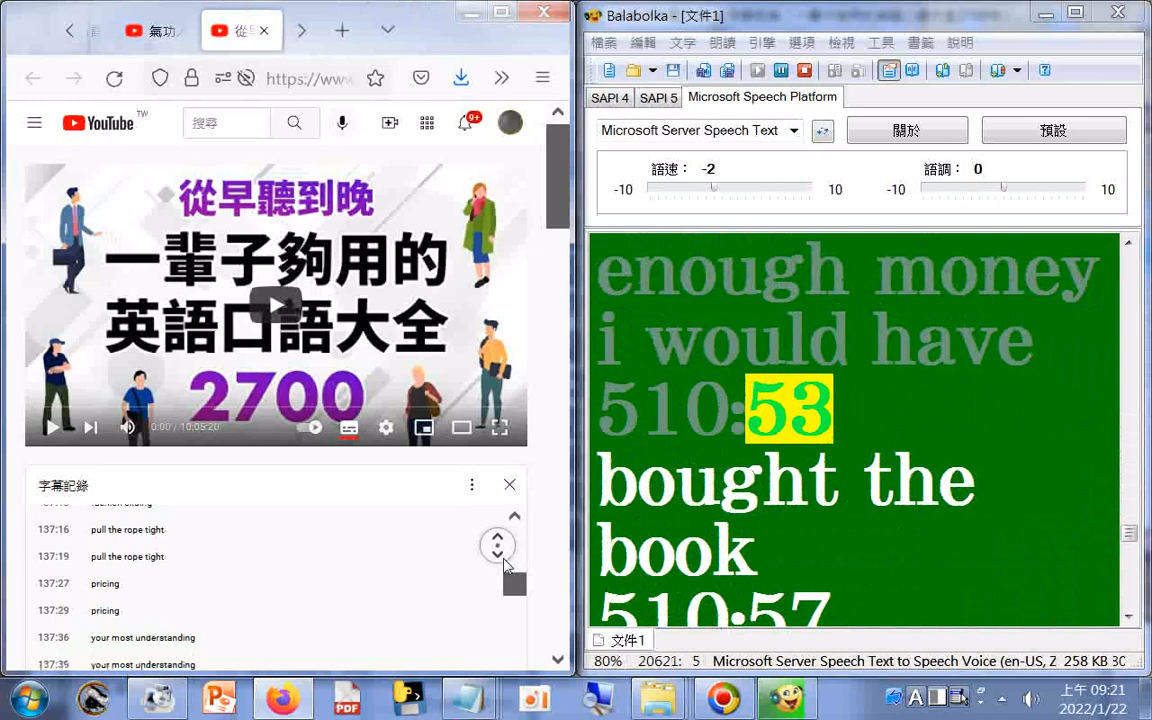 氣功
從
https://www
YouTube TW
搜尋
9+
從早聽到晚
一輩子夠用的
英語口語大全
2700
0:00 / 10:05:20
字幕記錄
137:16 pull the rope tight
137:19 pull the rope tight
137:27 pricing
137:29 pricing
137:36 your most understanding
137:39 your most understanding
Balabolka - [文件1]
檔案 編輯 文字 朗讀 引擎 選項 檢視 工具 書籤 說明
SAPI 4 SAPI 5 Microsoft Speech Platform
Microsoft Server Speech Text 關於 預設
語速： -2 語調： 0
-10 10 -10 10
enough money
i would have
510:53
bought the
book
510:57
文件1
80% 20621: 5 Microsoft Server Speech Text to Speech Voice (en-US, Z 258 KB
上午 09:21
2022/1/22